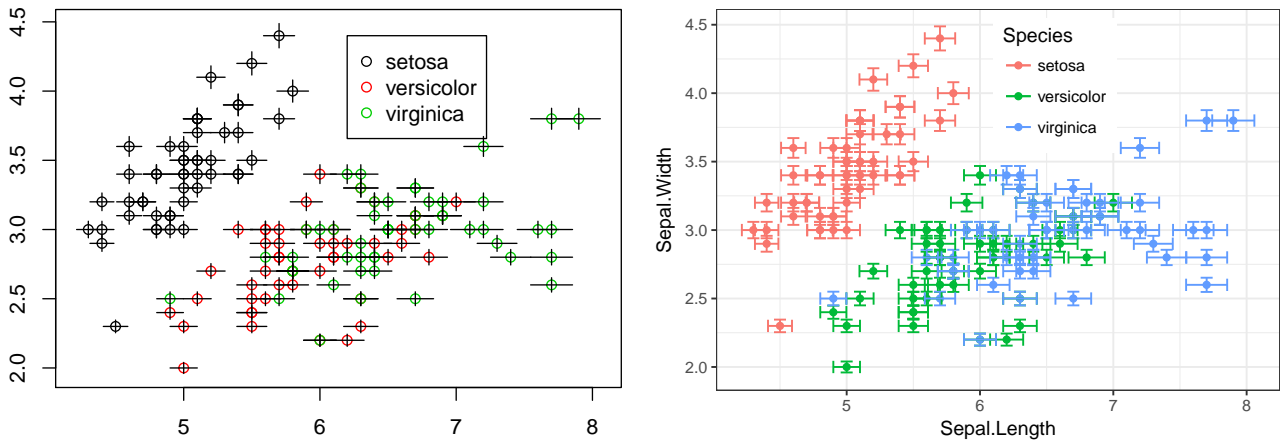 4.5
4.0
3.5
3.0
2.5
2.0
setosa
versicolor
virginica
5 6 7 8
4.5
4.0
3.5
3.0
2.5
2.0
Sepal.Width
Species
setosa
versicolor
virginica
5 6 7 8
Sepal.Length